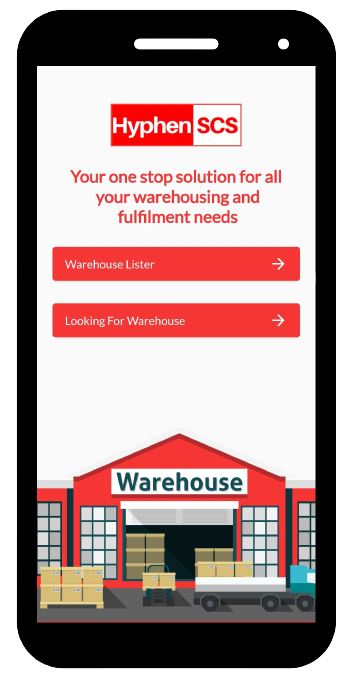 Hyphen SCS
Your one stop solution for all
your warehousing and
fulfilment needs
Warehouse Lister
Looking For Warehouse
Warehouse